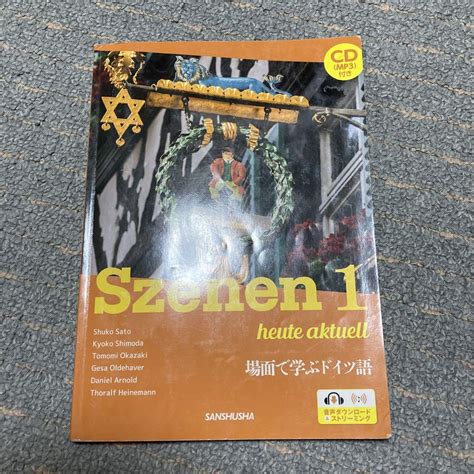 CD
(MP3)
付き
Szenen 1
heute aktuell
Shuko Sato
Kyoko Shimoda
Tomomi Okazaki
Gesa Oldehaver
Daniel Arnold
Thoralf Heinemann
場面で学ぶドイツ語
音声ダウンロード
&ストリーミング
SANSHUSHA